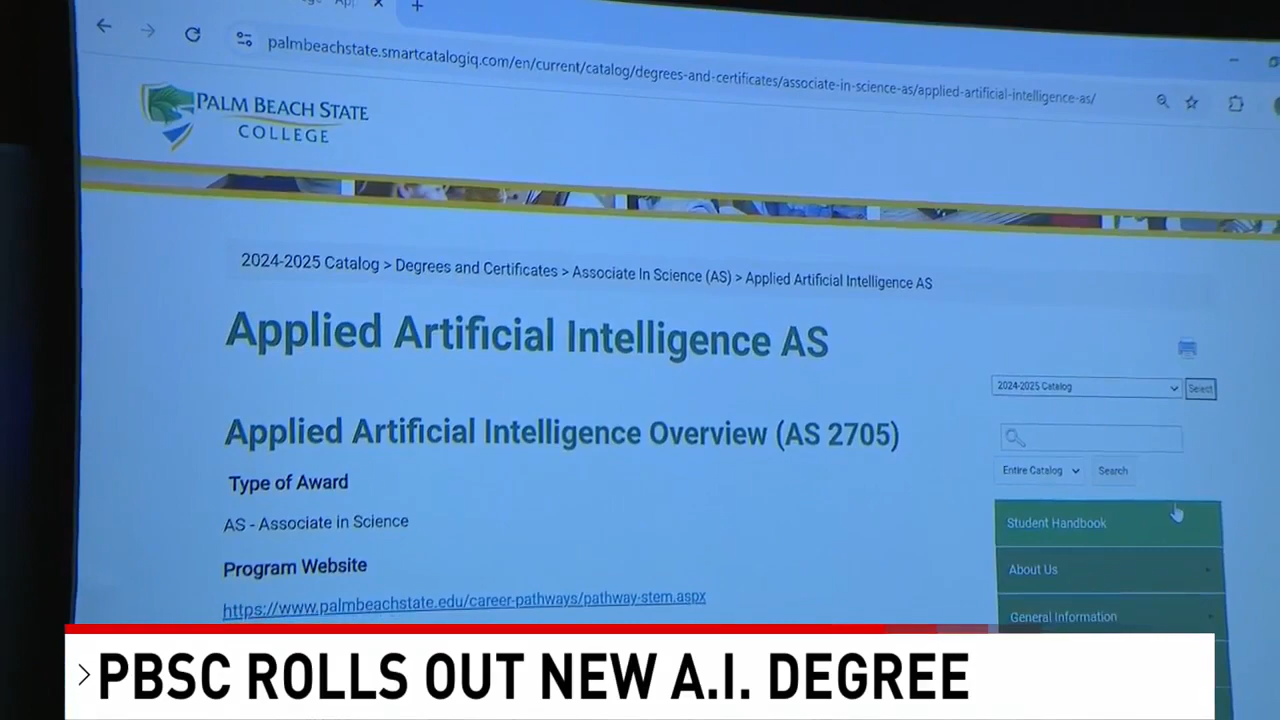 palmbeachstate.smartcatalogiq.com/en/current/catalog/degrees-and-certificates/associate-in-science-as/applied-artificial-intelligence-as/
PALM BEACH STATE
COLLEGE
2024-2025 Catalog > Degrees and Certificates > Associate In Science (AS) > Applied Artificial Intelligence AS
Applied Artificial Intelligence AS
2024-2025 Catalog
Select
Applied Artificial Intelligence Overview (AS 2705)
Entire Catalog
Search
Type of Award
AS - Associate in Science
Student Handbook
Program Website
About Us
https://www.palmbeachstate.edu/career-pathways/pathway-stem.aspx
General Information
PBSC ROLLS OUT NEW A.I. DEGREE